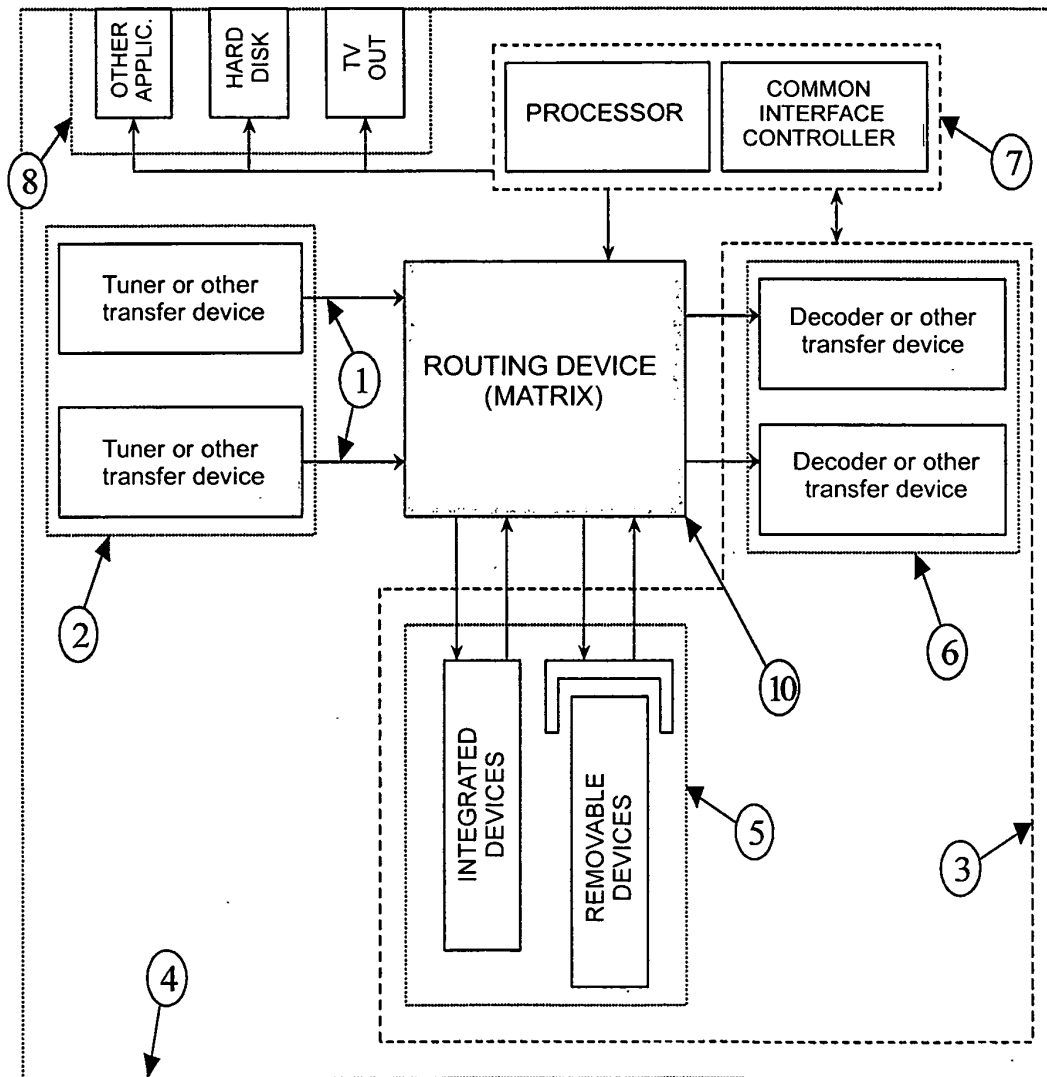 OTHER
APPLIC.
HARD
DISK
TV
OUT
PROCESSOR
COMMON
INTERFACE
CONTROLLER
8
7
Tuner or other
transfer device
1
Tuner or other
transfer device
2
ROUTING DEVICE
(MATRIX)
Decoder or other
transfer device
Decoder or other
transfer device
6
10
INTEGRATED
DEVICES
REMOVABLE
DEVICES
5
3
4